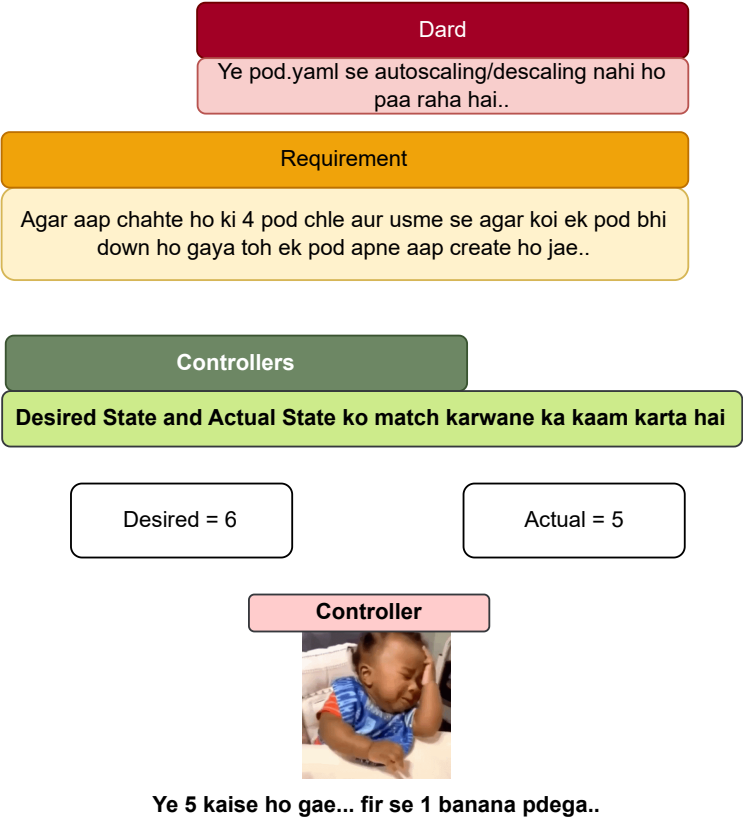 Dard
Ye pod.yaml se autoscaling/descaling nahi ho
paa raha hai..
Requirement
Agar aap chahte ho ki 4 pod chle aur usme se agar koi ek pod bhi
down ho gaya toh ek pod apne aap create ho jae..
Controllers
Desired State and Actual State ko match karwane ka kaam karta hai
Desired = 6
Actual = 5
Controller
Ye 5 kaise ho gae... fir se 1 banana pdega..